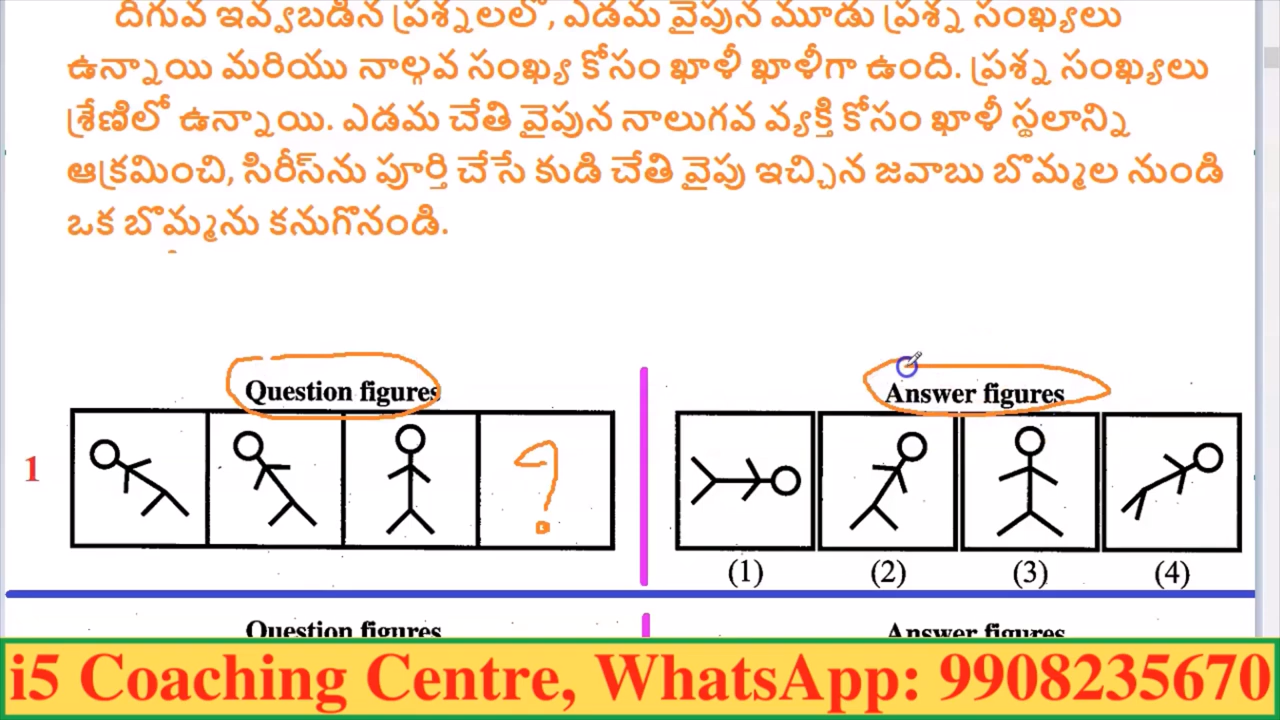 దిగువ ఇవ్వబడిన ప్రశ్నలలో, ఎడమ వైపున మూడు ప్రశ్న సంఖ్యలు
ఉన్నాయి మరియు నాల్గవ సంఖ్య కోసం ఖాళీ ఖాళీగా ఉంది. ప్రశ్న సంఖ్యలు
శ్రేణిలో ఉన్నాయి. ఎడమ చేతి వైపున నాలుగవ వ్యక్తి కోసం ఖాళీ స్థలాన్ని
ఆక్రమించి, సిరీస్‌ను పూర్తి చేసే కుడి చేతి వైపు ఇచ్చిన జవాబు బొమ్మల నుండి
ఒక బొమ్మను కనుగొనండి.
Question figures
Answer figures
1
?
(1) (2) (3) (4)
Question figures
Answer figures
i5 Coaching Centre, WhatsApp: 9908235670